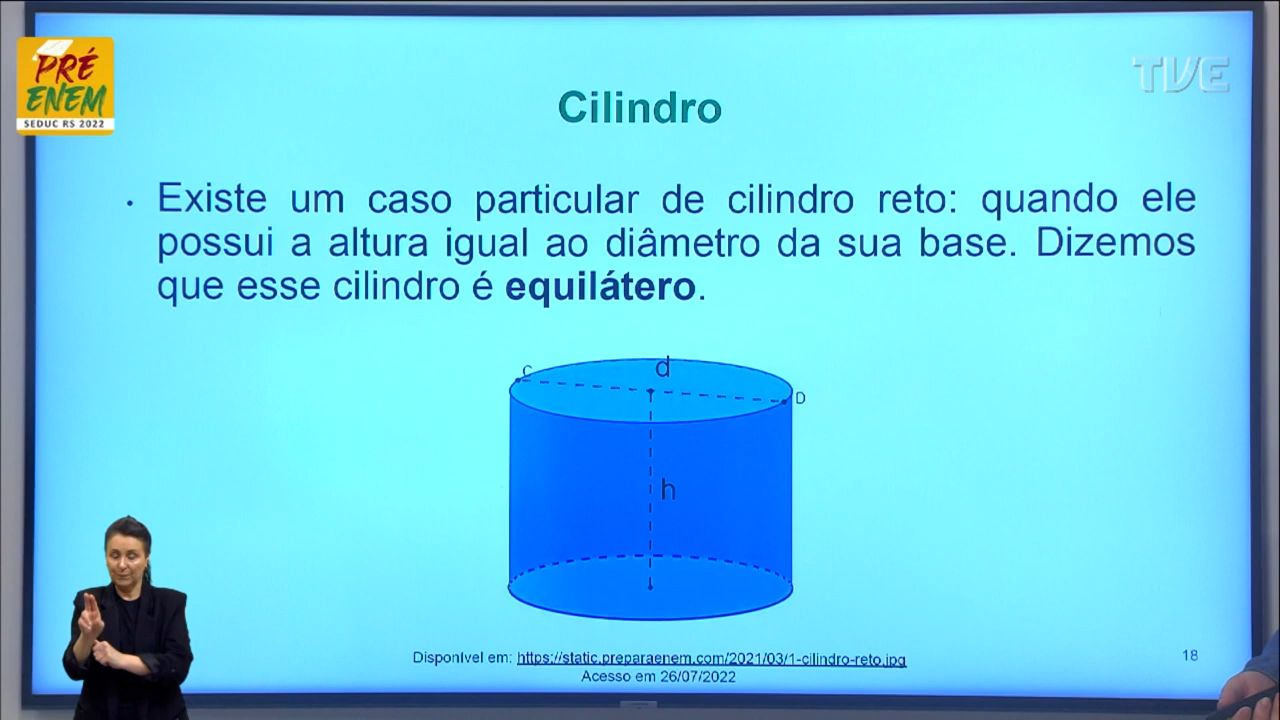 PRÉ
ENEM
SEDUC RS 2022
TVE
Cilindro
• Existe um caso particular de cilindro reto: quando ele
possui a altura igual ao diâmetro da sua base. Dizemos
que esse cilindro é equilátero.
C
d
D
h
Disponível em: https://static.preparaenem.com/2021/03/1-cilindro-reto.jpg
Acesso em 26/07/2022
18